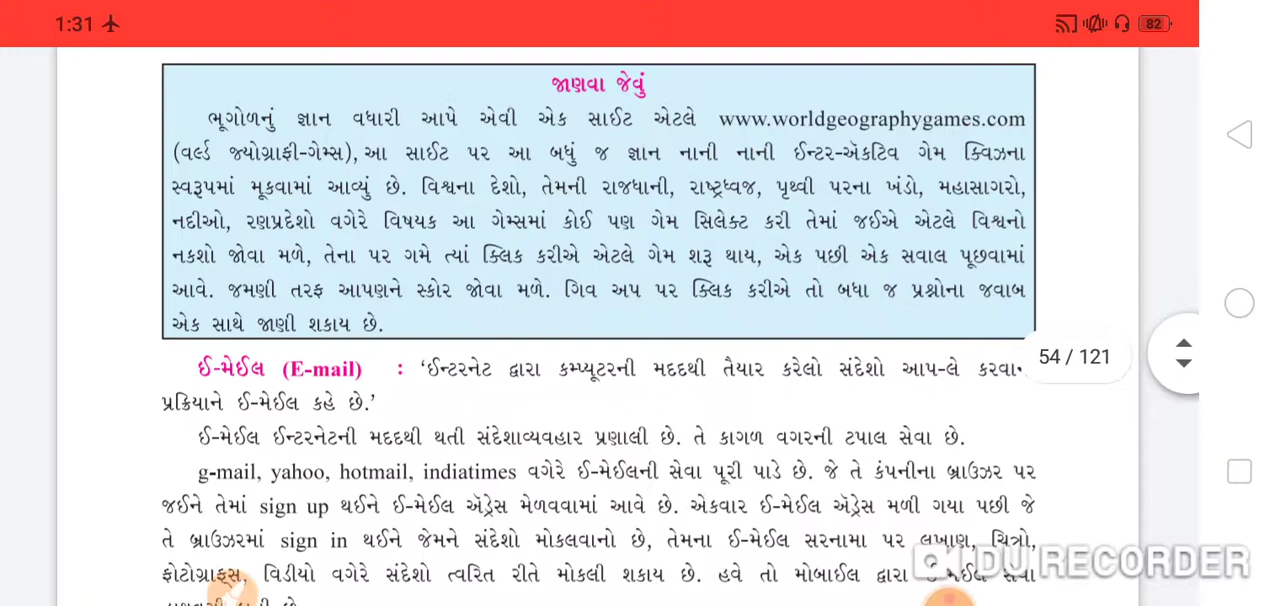 1:31
82
જાણવા જેવું
ભૂગોળનું જ્ઞાન વધારી આપે એવી એક સાઈટ એટલે www.worldgeographygames.com
(વર્લ્ડ જ્યોગ્રાફી-ગેમ્સ), આ સાઈટ પર આ બધું જ જ્ઞાન નાની નાની ઈન્ટર-ઍકટિવ ગેમ ક્વિઝના
સ્વરૂપમાં મૂકવામાં આવ્યું છે. વિશ્વના દેશો, તેમની રાજધાની, રાષ્ટ્રધ્વજ, પૃથ્વી પરના ખંડો, મહાસાગરો,
નદીઓ, રણપ્રદેશો વગેરે વિષયક આ ગેમ્સમાં કોઈ પણ ગેમ સિલેક્ટ કરી તેમાં જઈએ એટલે વિશ્વનો
નકશો જોવા મળે, તેના પર ગમે ત્યાં ક્લિક કરીએ એટલે ગેમ શરૂ થાય, એક પછી એક સવાલ પૂછવામાં
આવે. જમણી તરફ આપણને સ્કોર જોવા મળે. ગિવ અપ પર ક્લિક કરીએ તો બધા જ પ્રશ્નોના જવાબ
એક સાથે જાણી શકાય છે.
54 / 121
ઈ-મેઈલ (E-mail) : ‘ઈન્ટરનેટ દ્વારા કમ્પ્યૂટરની મદદથી તૈયાર કરેલો સંદેશો આપ-લે
પ્રક્રિયાને ઈ-મેઈલ કહે છે.’
ઈ-મેઈલ ઈન્ટરનેટની મદદથી થતી સંદેશાવ્યવહાર પ્રણાલી છે. તે કાગળ વગરની ટપાલ સેવા છે.
g-mail, yahoo, hotmail, indiatimes વગેરે ઈ-મેઈલની સેવા પૂરી પાડે છે. જે તે કંપનીના બ્રાઉઝર પર
જઈને તેમાં sign up થઈને ઈ-મેઈલ ઍડ્રેસ મેળવવામાં આવે છે. એકવાર ઈ-મેઈલ ઍડ્રેસ મળી ગયા પછી જે
તે બ્રાઉઝરમાં sign in થઈને જેમને સંદેશો મોકલવાનો છે, તેમના ઈ-મેઈલ સરનામા પર લખાણ, ચિત્રો,
ફોટોગ્રાફ્સ, વિડીયો વગેરે સંદેશો ત્વરિત રીતે મોકલી શકાય છે. હવે તો મોબાઈલ દ્વારા ઈ-મેઈલ સેવા
DU RECORDER